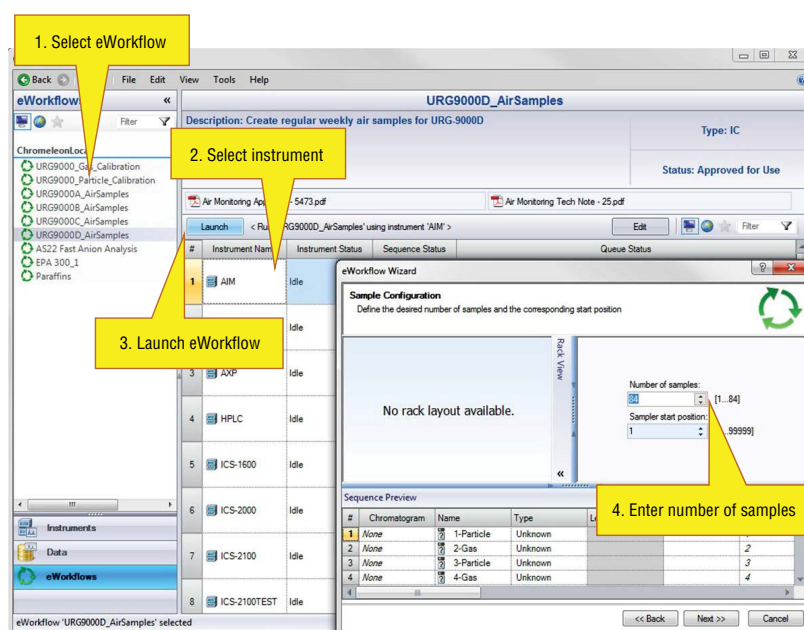 1. Select eWorkflow
Back
File Edit View Tools Help
eWorkflows «
Filter
ChromeleonLoca
URG9000_Gas_Calibration
URG9000_Particle_Calibration
URG9000A_AirSamples
URG9000B_AirSamples
URG9000C_AirSamples
URG9000D_AirSamples
AS22 Fast Anion Analysis
EPA 300_1
Paraffins
URG9000D_AirSamples
Description: Create regular weekly air samples for URG-9000D
Type: IC
Status: Approved for Use
2. Select instrument
Air Monitoring App - 5473.pdf
Air Monitoring Tech Note - 25.pdf
Launch < Ru RG9000D_AirSamples' using instrument 'AIM' >
Edit
Filter
# Instrument Name Instrument Status Sequence Status Queue Status
1 AIM Idle
Idle
3 AXP Idle
4 HPLC Idle
5 ICS-1600 Idle
6 ICS-2000 Idle
7 ICS-2100 Idle
8 ICS-2100TEST Idle
3. Launch eWorkflow
eWorkflow Wizard
Sample Configuration
Define the desired number of samples and the corresponding start position
No rack layout available.
Rack View
«
Number of samples:
84 [1...84]
Sampler start position:
1 ...99999]
4. Enter number of samples
Sequence Preview
# Chromatogram Name Type
1 None 1-Particle Unknown
2 None 2-Gas Unknown 2
3 None 3-Particle Unknown 3
4 None 4-Gas Unknown 4
<< Back Next >> Cancel
Instruments
Data
eWorkflows
eWorkflow 'URG9000D_AirSamples' selected